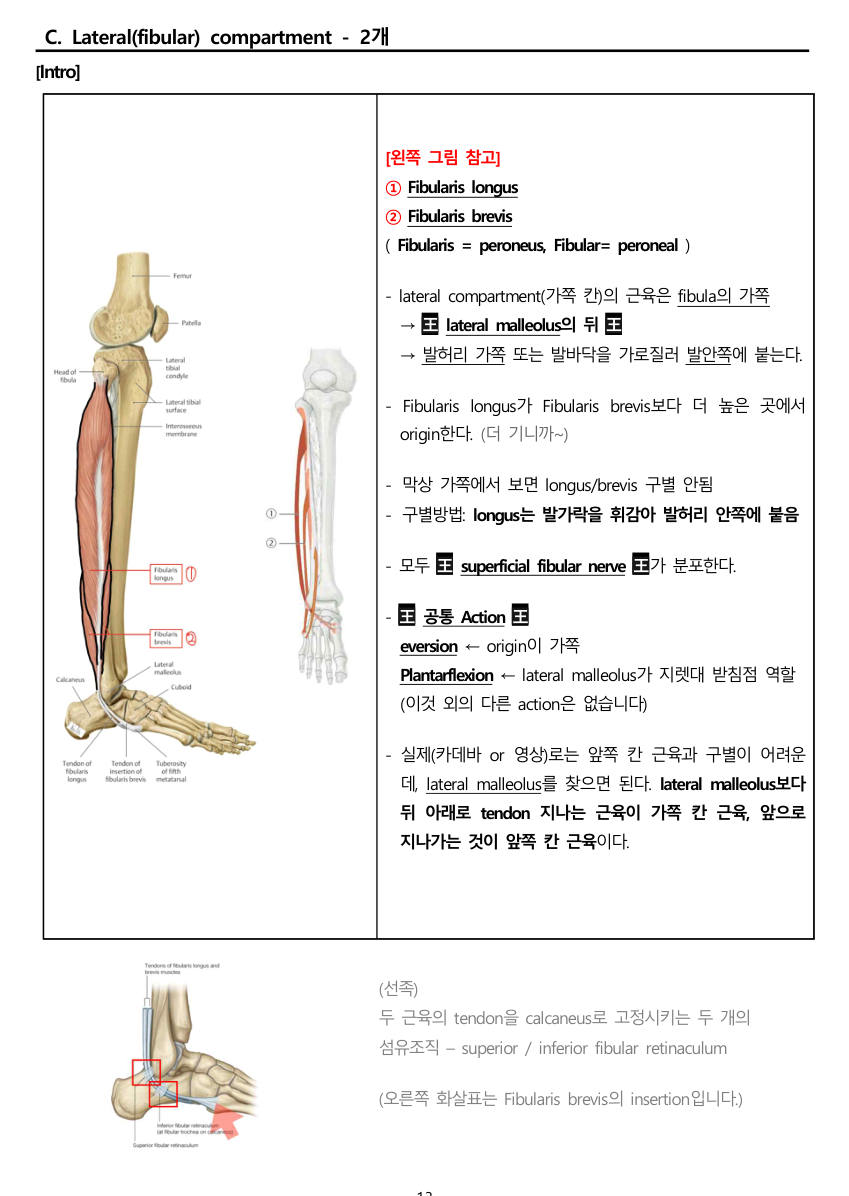 C. Lateral(fibular) compartment - 2개
[Intro]
Femur
Patella
Lateral
tibial
condyle
Head of
fibula
Lateral tibial
surface
Interosseous
membrane
Fibularis
longus
①
Fibularis
brevis
②
Lateral
malleolus
Calcaneus
Cuboid
Tendon of
fibularis
longus
Tendon of
insertion of
fibularis brevis
Tuberosity
of fifth
metatarsal
①
②
[왼쪽 그림 참고]
① Fibularis longus
② Fibularis brevis
( Fibularis = peroneus, Fibular= peroneal )
- lateral compartment(가쪽 칸)의 근육은 fibula의 가쪽
→ 王 lateral malleolus의 뒤 王
→ 발허리 가쪽 또는 발바닥을 가로질러 발안쪽에 붙는다.
- Fibularis longus가 Fibularis brevis보다 더 높은 곳에서
origin한다. (더 기니까~)
- 막상 가쪽에서 보면 longus/brevis 구별 안됨
- 구별방법: longus는 발가락을 휘감아 발허리 안쪽에 붙음
- 모두 王 superficial fibular nerve 王가 분포한다.
- 王 공통 Action 王
eversion ← origin이 가쪽
Plantarflexion ← lateral malleolus가 지렛대 받침점 역할
(이것 외의 다른 action은 없습니다)
- 실제(카데바 or 영상)로는 앞쪽 칸 근육과 구별이 어려운
데, lateral malleolus를 찾으면 된다. lateral malleolus보다
뒤 아래로 tendon 지나는 근육이 가쪽 칸 근육, 앞으로
지나가는 것이 앞쪽 칸 근육이다.
Tendons of fibularis longus and
brevis muscles
Inferior fibular retinaculum
(at fibular trochlea on calcaneus)
Superior fibular retinaculum
(선족)
두 근육의 tendon을 calcaneus로 고정시키는 두 개의
섬유조직 – superior / inferior fibular retinaculum
(오른쪽 화살표는 Fibularis brevis의 insertion입니다.)